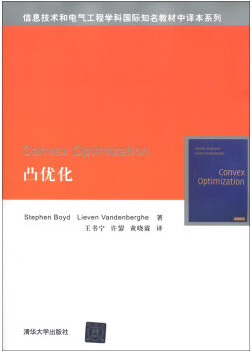 信息技术和电气工程学科国际知名教材中译本系列
Convex Optimization
凸优化
Convex
Optimization
Stephen Boyd Lieven Vandenberghe 著
王书宁 许鋆 黄晓霖 译
清华大学出版社